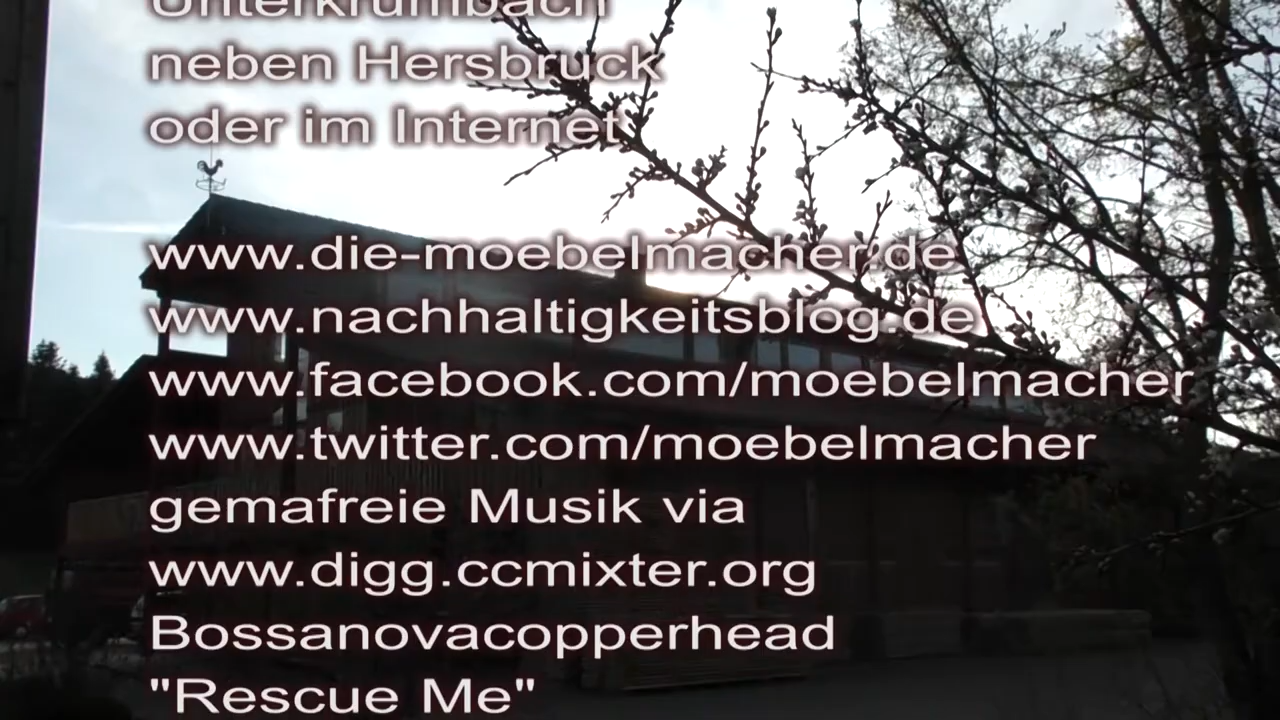 Unterkrumbach
neben Hersbruck
oder im Internet
www.die-moebelmacher.de
www.nachhaltigkeitsblog.de
www.facebook.com/moebelmacher
www.twitter.com/moebelmacher
gemafreie Musik via
www.digg.ccmixter.org
Bossanovacopperhead
"Rescue Me"